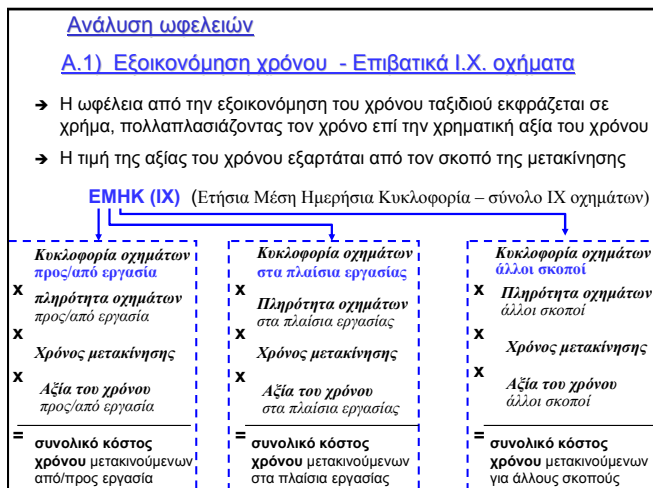 Ανάλυση ωφελειών
Α.1) Εξοικονόμηση χρόνου - Επιβατικά Ι.Χ. οχήματα
➔ Η ωφέλεια από την εξοικονόμηση του χρόνου ταξιδιού εκφράζεται σε
χρήμα, πολλαπλασιάζοντας τον χρόνο επί την χρηματική αξία του χρόνου
➔ Η τιμή της αξίας του χρόνου εξαρτάται από τον σκοπό της μετακίνησης
ΕΜΗΚ (ΙΧ) (Ετήσια Μέση Ημερήσια Κυκλοφορία – σύνολο ΙΧ οχημάτων)
Κυκλοφορία οχημάτων
προς/από εργασία
x πληρότητα οχημάτων
προς/από εργασία
x
Χρόνος μετακίνησης
x
Αξία του χρόνου
προς/από εργασία
= συνολικό κόστος
χρόνου μετακινούμενων
από/προς εργασία
Κυκλοφορία οχημάτων
στα πλαίσια εργασίας
x
Πληρότητα οχημάτων
στα πλαίσια εργασίας
x
Χρόνος μετακίνησης
x
Αξία του χρόνου
στα πλαίσια εργασίας
= συνολικό κόστος
χρόνου μετακινούμενων
στα πλαίσια εργασίας
Κυκλοφορία οχημάτων
άλλοι σκοποί
x Πληρότητα οχημάτων
άλλοι σκοποί
x
Χρόνος μετακίνησης
x
Αξία του χρόνου
άλλοι σκοποί
= συνολικό κόστος
χρόνου μετακινούμενων
για άλλους σκοπούς